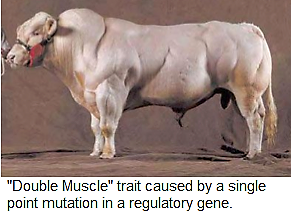 "Double Muscle" trait caused by a single
point mutation in a regulatory gene.